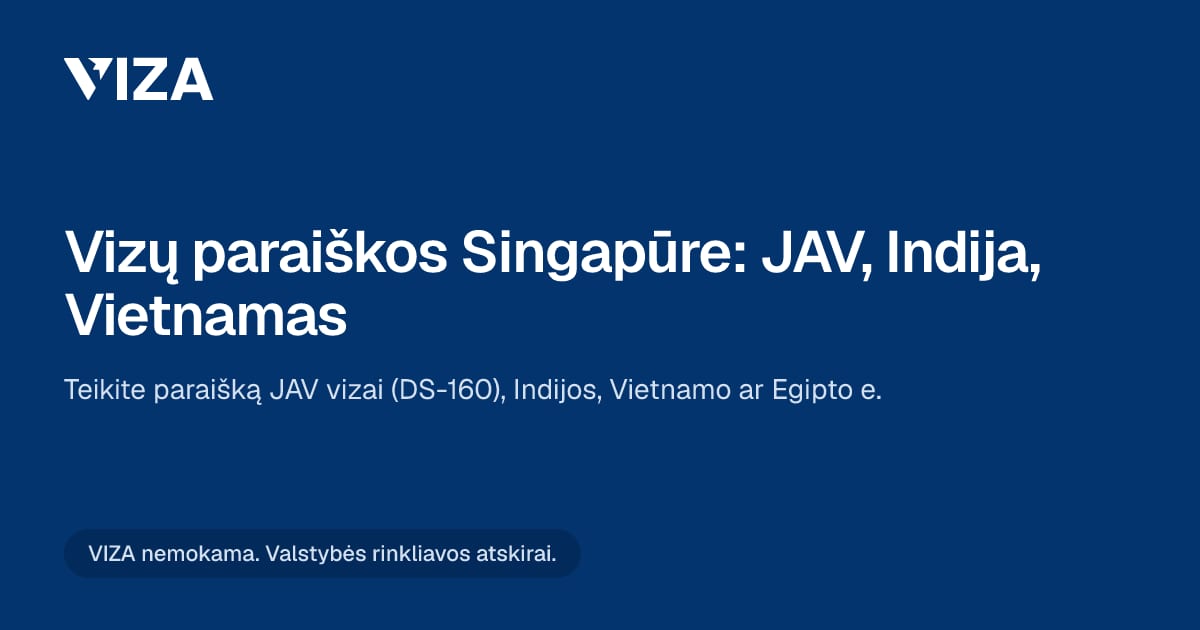 VIZA
Vizų paraiškos Singapūre: JAV, Indija,
Vietnamas
Teikite paraišką JAV vizai (DS-160), Indijos, Vietnamo ar Egipto e.
VIZA nemokama. Valstybės rinkliavos atskirai.